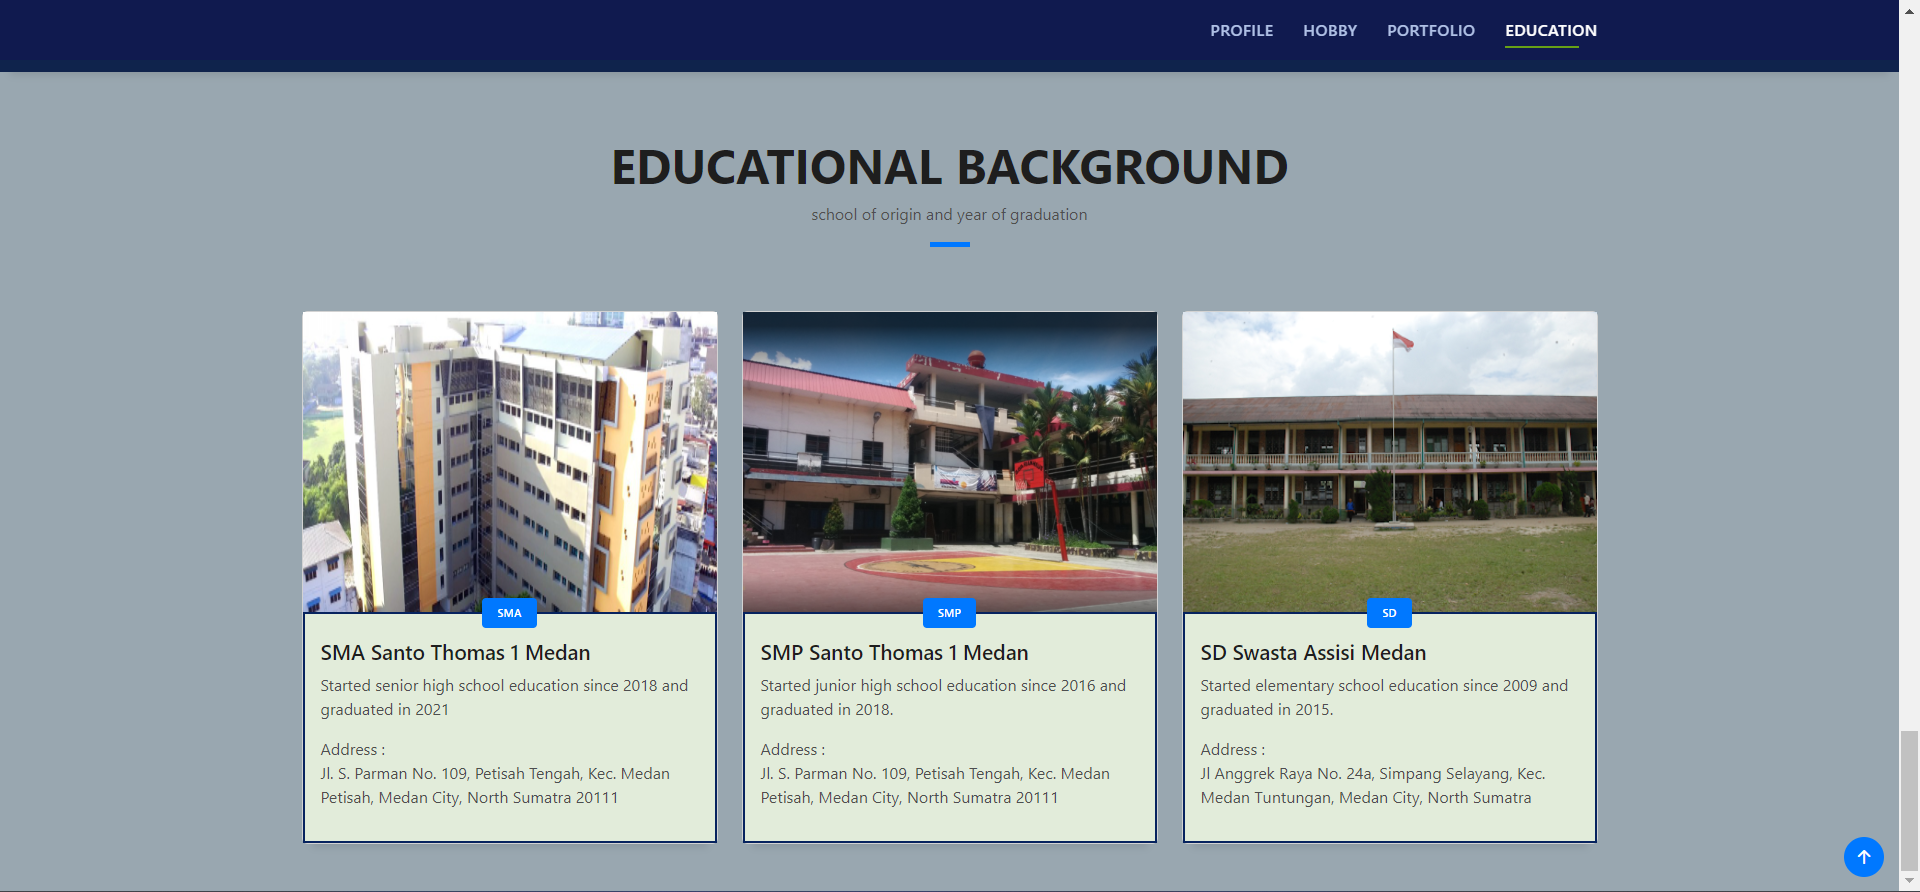 PROFILE HOBBY PORTFOLIO EDUCATION
EDUCATIONAL BACKGROUND
school of origin and year of graduation
SMA
SMA Santo Thomas 1 Medan
Started senior high school education since 2018 and
graduated in 2021
Address :
Jl. S. Parman No. 109, Petisah Tengah, Kec. Medan
Petisah, Medan City, North Sumatra 20111
SMP
SMP Santo Thomas 1 Medan
Started junior high school education since 2016 and
graduated in 2018.
Address :
Jl. S. Parman No. 109, Petisah Tengah, Kec. Medan
Petisah, Medan City, North Sumatra 20111
SD
SD Swasta Assisi Medan
Started elementary school education since 2009 and
graduated in 2015.
Address :
Jl Anggrek Raya No. 24a, Simpang Selayang, Kec.
Medan Tuntungan, Medan City, North Sumatra